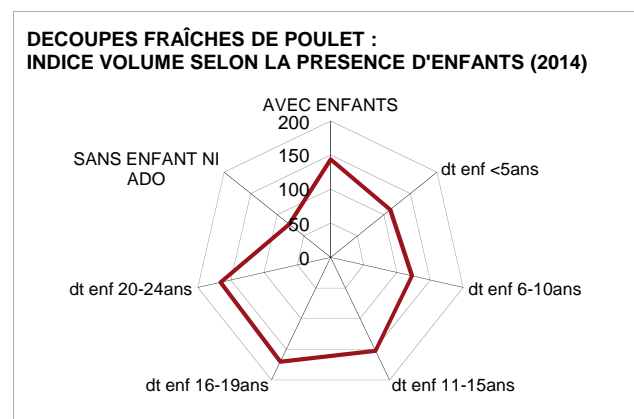 DECOUPES FRAÎCHES DE POULET :
INDICE VOLUME SELON LA PRESENCE D'ENFANTS (2014)
AVEC ENFANTS
200
150
100
50
0
dt enf <5ans
dt enf 6-10ans
dt enf 11-15ans
dt enf 16-19ans
dt enf 20-24ans
SANS ENFANT NI
ADO